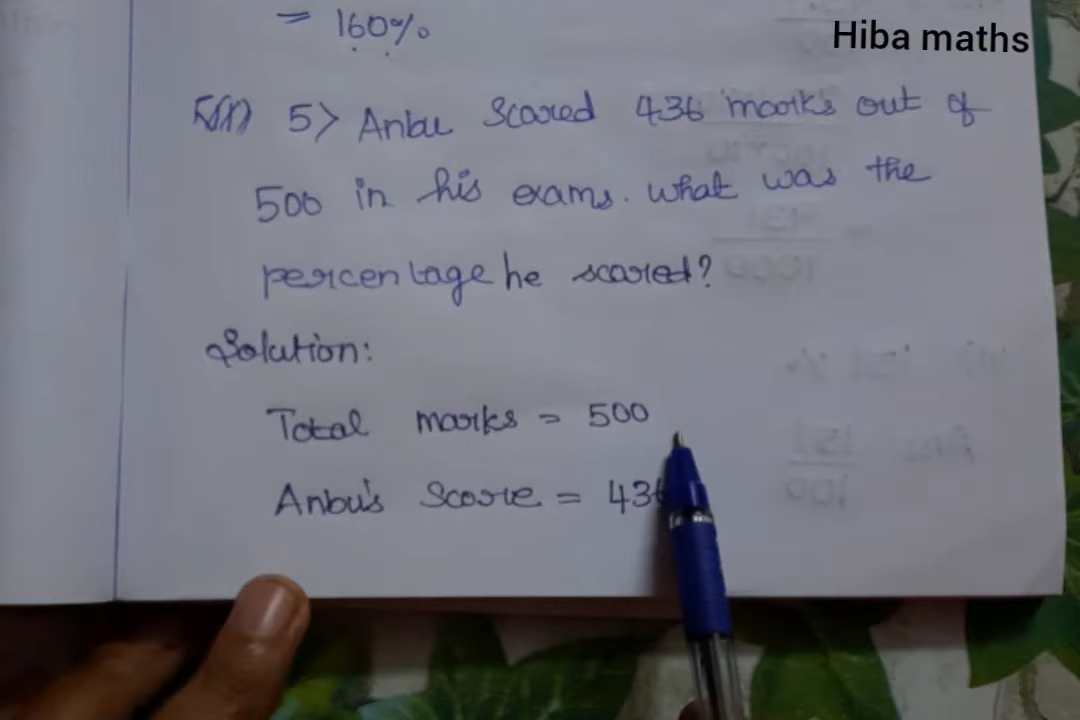 = 160%
Hiba maths
5) Anbu Scored 436 marks out of
500 in his exams. what was the
percentage he scored?
Solution:
Total marks = 500
Anbu's Score = 43